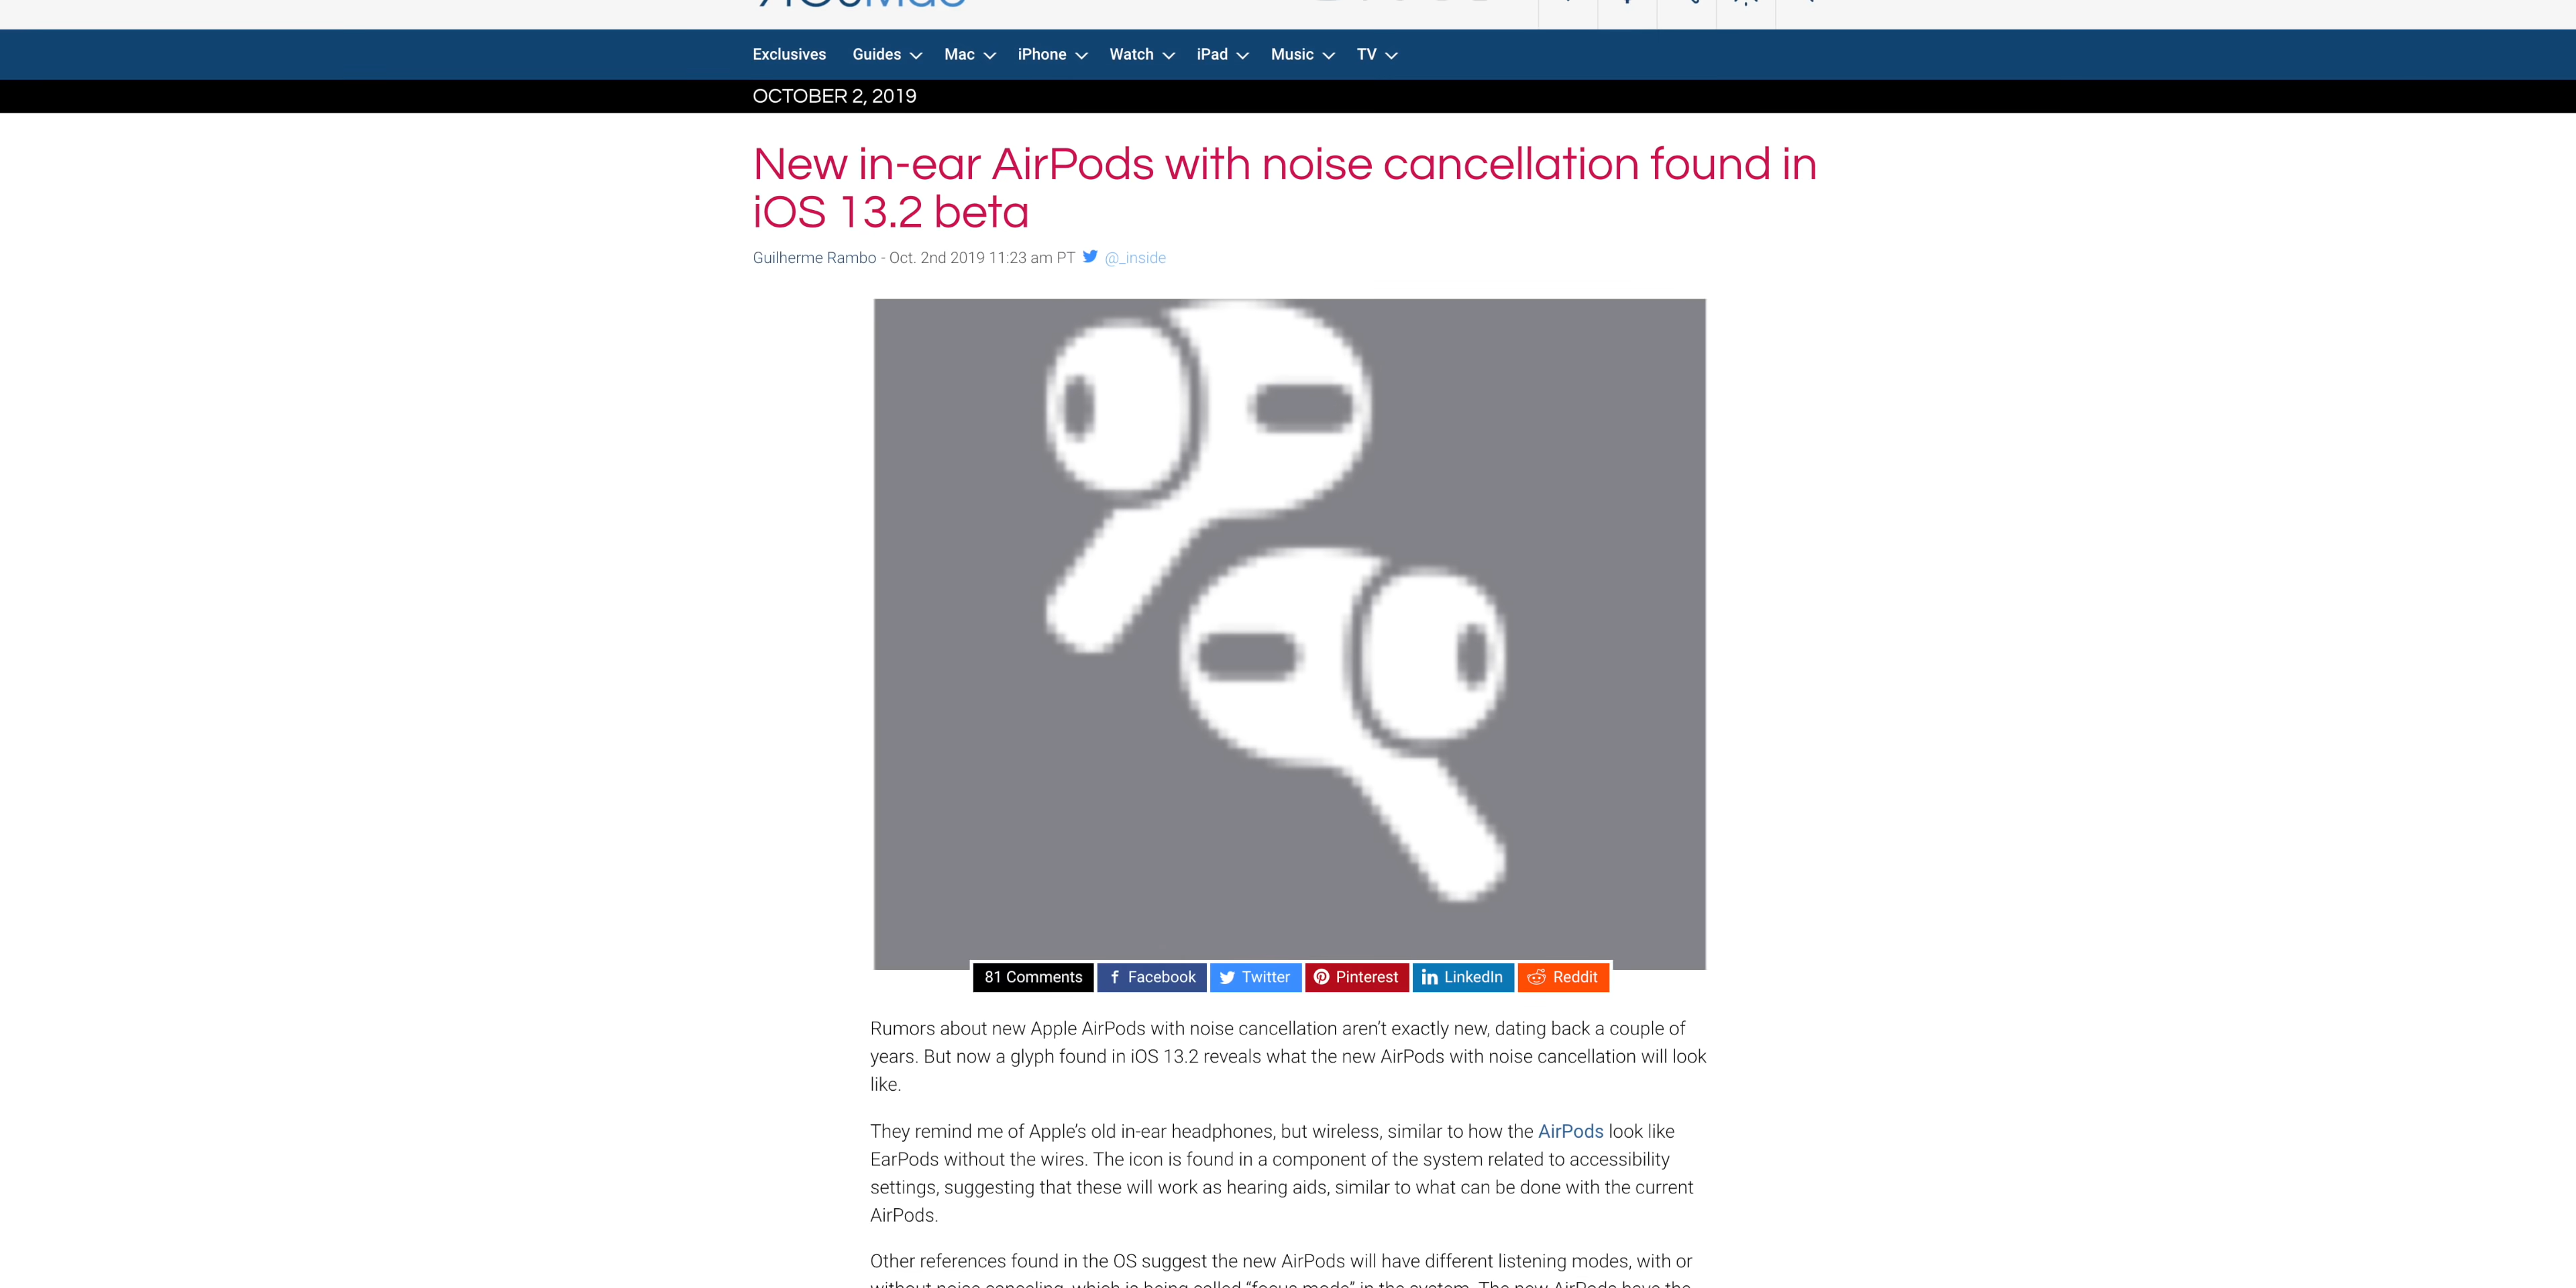 Exclusives Guides Mac iPhone Watch iPad Music TV
OCTOBER 2, 2019
New in-ear AirPods with noise cancellation found in
iOS 13.2 beta
Guilherme Rambo - Oct. 2nd 2019 11:23 am PT @_inside
81 Comments Facebook Twitter Pinterest LinkedIn Reddit
Rumors about new Apple AirPods with noise cancellation aren’t exactly new, dating back a couple of
years. But now a glyph found in iOS 13.2 reveals what the new AirPods with noise cancellation will look
like.
They remind me of Apple’s old in-ear headphones, but wireless, similar to how the AirPods look like
EarPods without the wires. The icon is found in a component of the system related to accessibility
settings, suggesting that these will work as hearing aids, similar to what can be done with the current
AirPods.
Other references found in the OS suggest the new AirPods will have different listening modes, with or
without noise canceling, which is being called “focus mode” in the system. The new AirPods have the